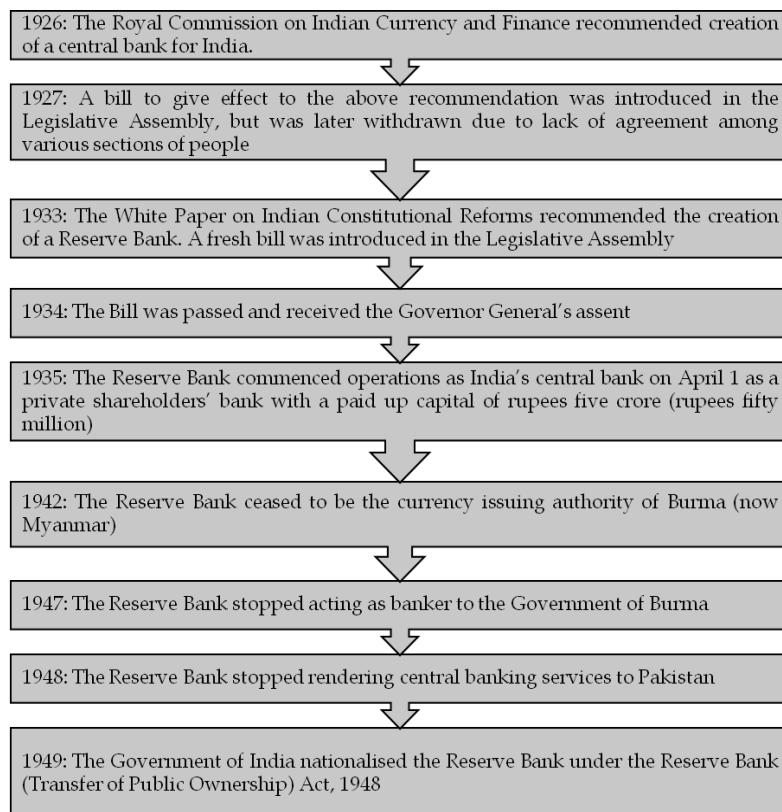 1926: The Royal Commission on Indian Currency and Finance recommended creation
of a central bank for India.
1927: A bill to give effect to the above recommendation was introduced in the
Legislative Assembly, but was later withdrawn due to lack of agreement among
various sections of people
1933: The White Paper on Indian Constitutional Reforms recommended the creation
of a Reserve Bank. A fresh bill was introduced in the Legislative Assembly
1934: The Bill was passed and received the Governor General’s assent
1935: The Reserve Bank commenced operations as India’s central bank on April 1 as a
private shareholders’ bank with a paid up capital of rupees five crore (rupees fifty
million)
1942: The Reserve Bank ceased to be the currency issuing authority of Burma (now
Myanmar)
1947: The Reserve Bank stopped acting as banker to the Government of Burma
1948: The Reserve Bank stopped rendering central banking services to Pakistan
1949: The Government of India nationalised the Reserve Bank under the Reserve Bank
(Transfer of Public Ownership) Act, 1948